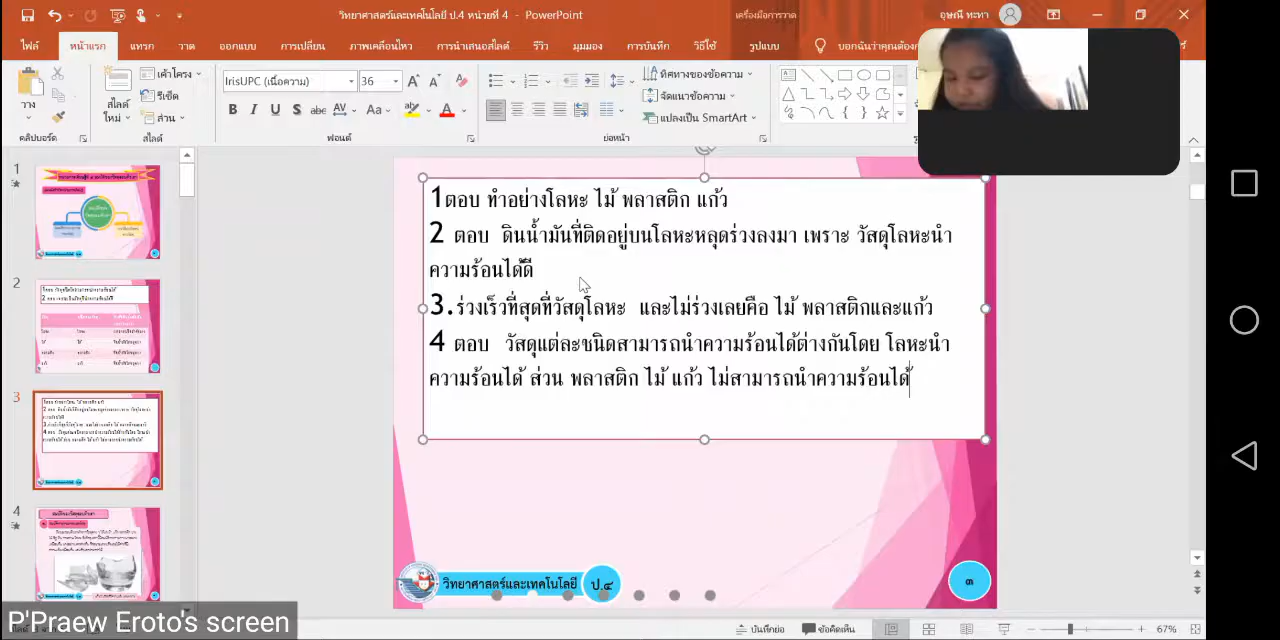 วิทยาศาสตร์และเทคโนโลยี ป.4 หน่วยที่ 4 - PowerPoint
เครื่องมือการวาด
อุษณี ทะทา
ไฟล์ หน้าแรก แทรก วาด ออกแบบ การเปลี่ยน ภาพเคลื่อนไหว การนำเสนอสไลด์ รีวิว มุมมอง การบันทึก วิธีใช้ รูปแบบ บอกฉันว่าคุณต้อง
วาง
สไลด์ใหม่
เค้าโครง
รีเซ็ต
ส่วน
IrisUPC (เนื้อความ) 36
B I U S abc AV Aa A
ทิศทางของข้อความ
จัดแนวข้อความ
แปลงเป็น SmartArt
คลิปบอร์ด สไลด์ ฟอนต์ ย่อหน้า
1
2
3
4
1ตอบ ทำอย่างโลหะ ไม้ พลาสติก แก้ว
2 ตอบ ดินน้ำมันที่ติดอยู่บนโลหะหลุดร่วงลงมา เพราะ วัสดุโลหะนำ
ความร้อนได้ดี
3.ร่วงเร็วที่สุดที่วัสดุโลหะ และไม่ร่วงเลยคือ ไม้ พลาสติกและแก้ว
4 ตอบ วัสดุแต่ละชนิดสามารถนำความร้อนได้ต่างกันโดย โลหะนำ
ความร้อนได้ ส่วน พลาสติก ไม้ แก้ว ไม่สามารถนำความร้อนได้
วิทยาศาสตร์และเทคโนโลยี ป.๔
๓
P'Praew Eroto's screen
บันทึกย่อ ข้อคิดเห็น 67%